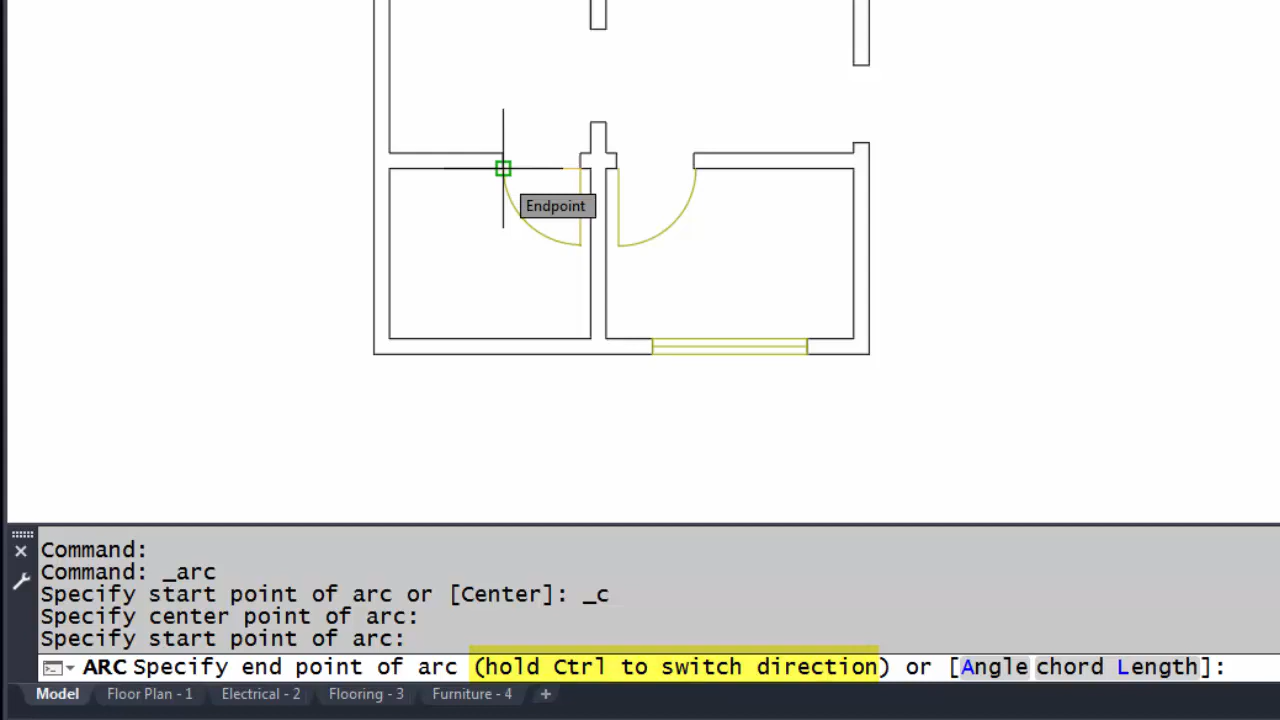 Endpoint
Command:
Command: _arc
Specify start point of arc or [Center]: _c
Specify center point of arc:
Specify start point of arc:
ARC Specify end point of arc (hold Ctrl to switch direction) or [Angle chord Length]:
Model Floor Plan - 1 Electrical - 2 Flooring - 3 Furniture - 4 +